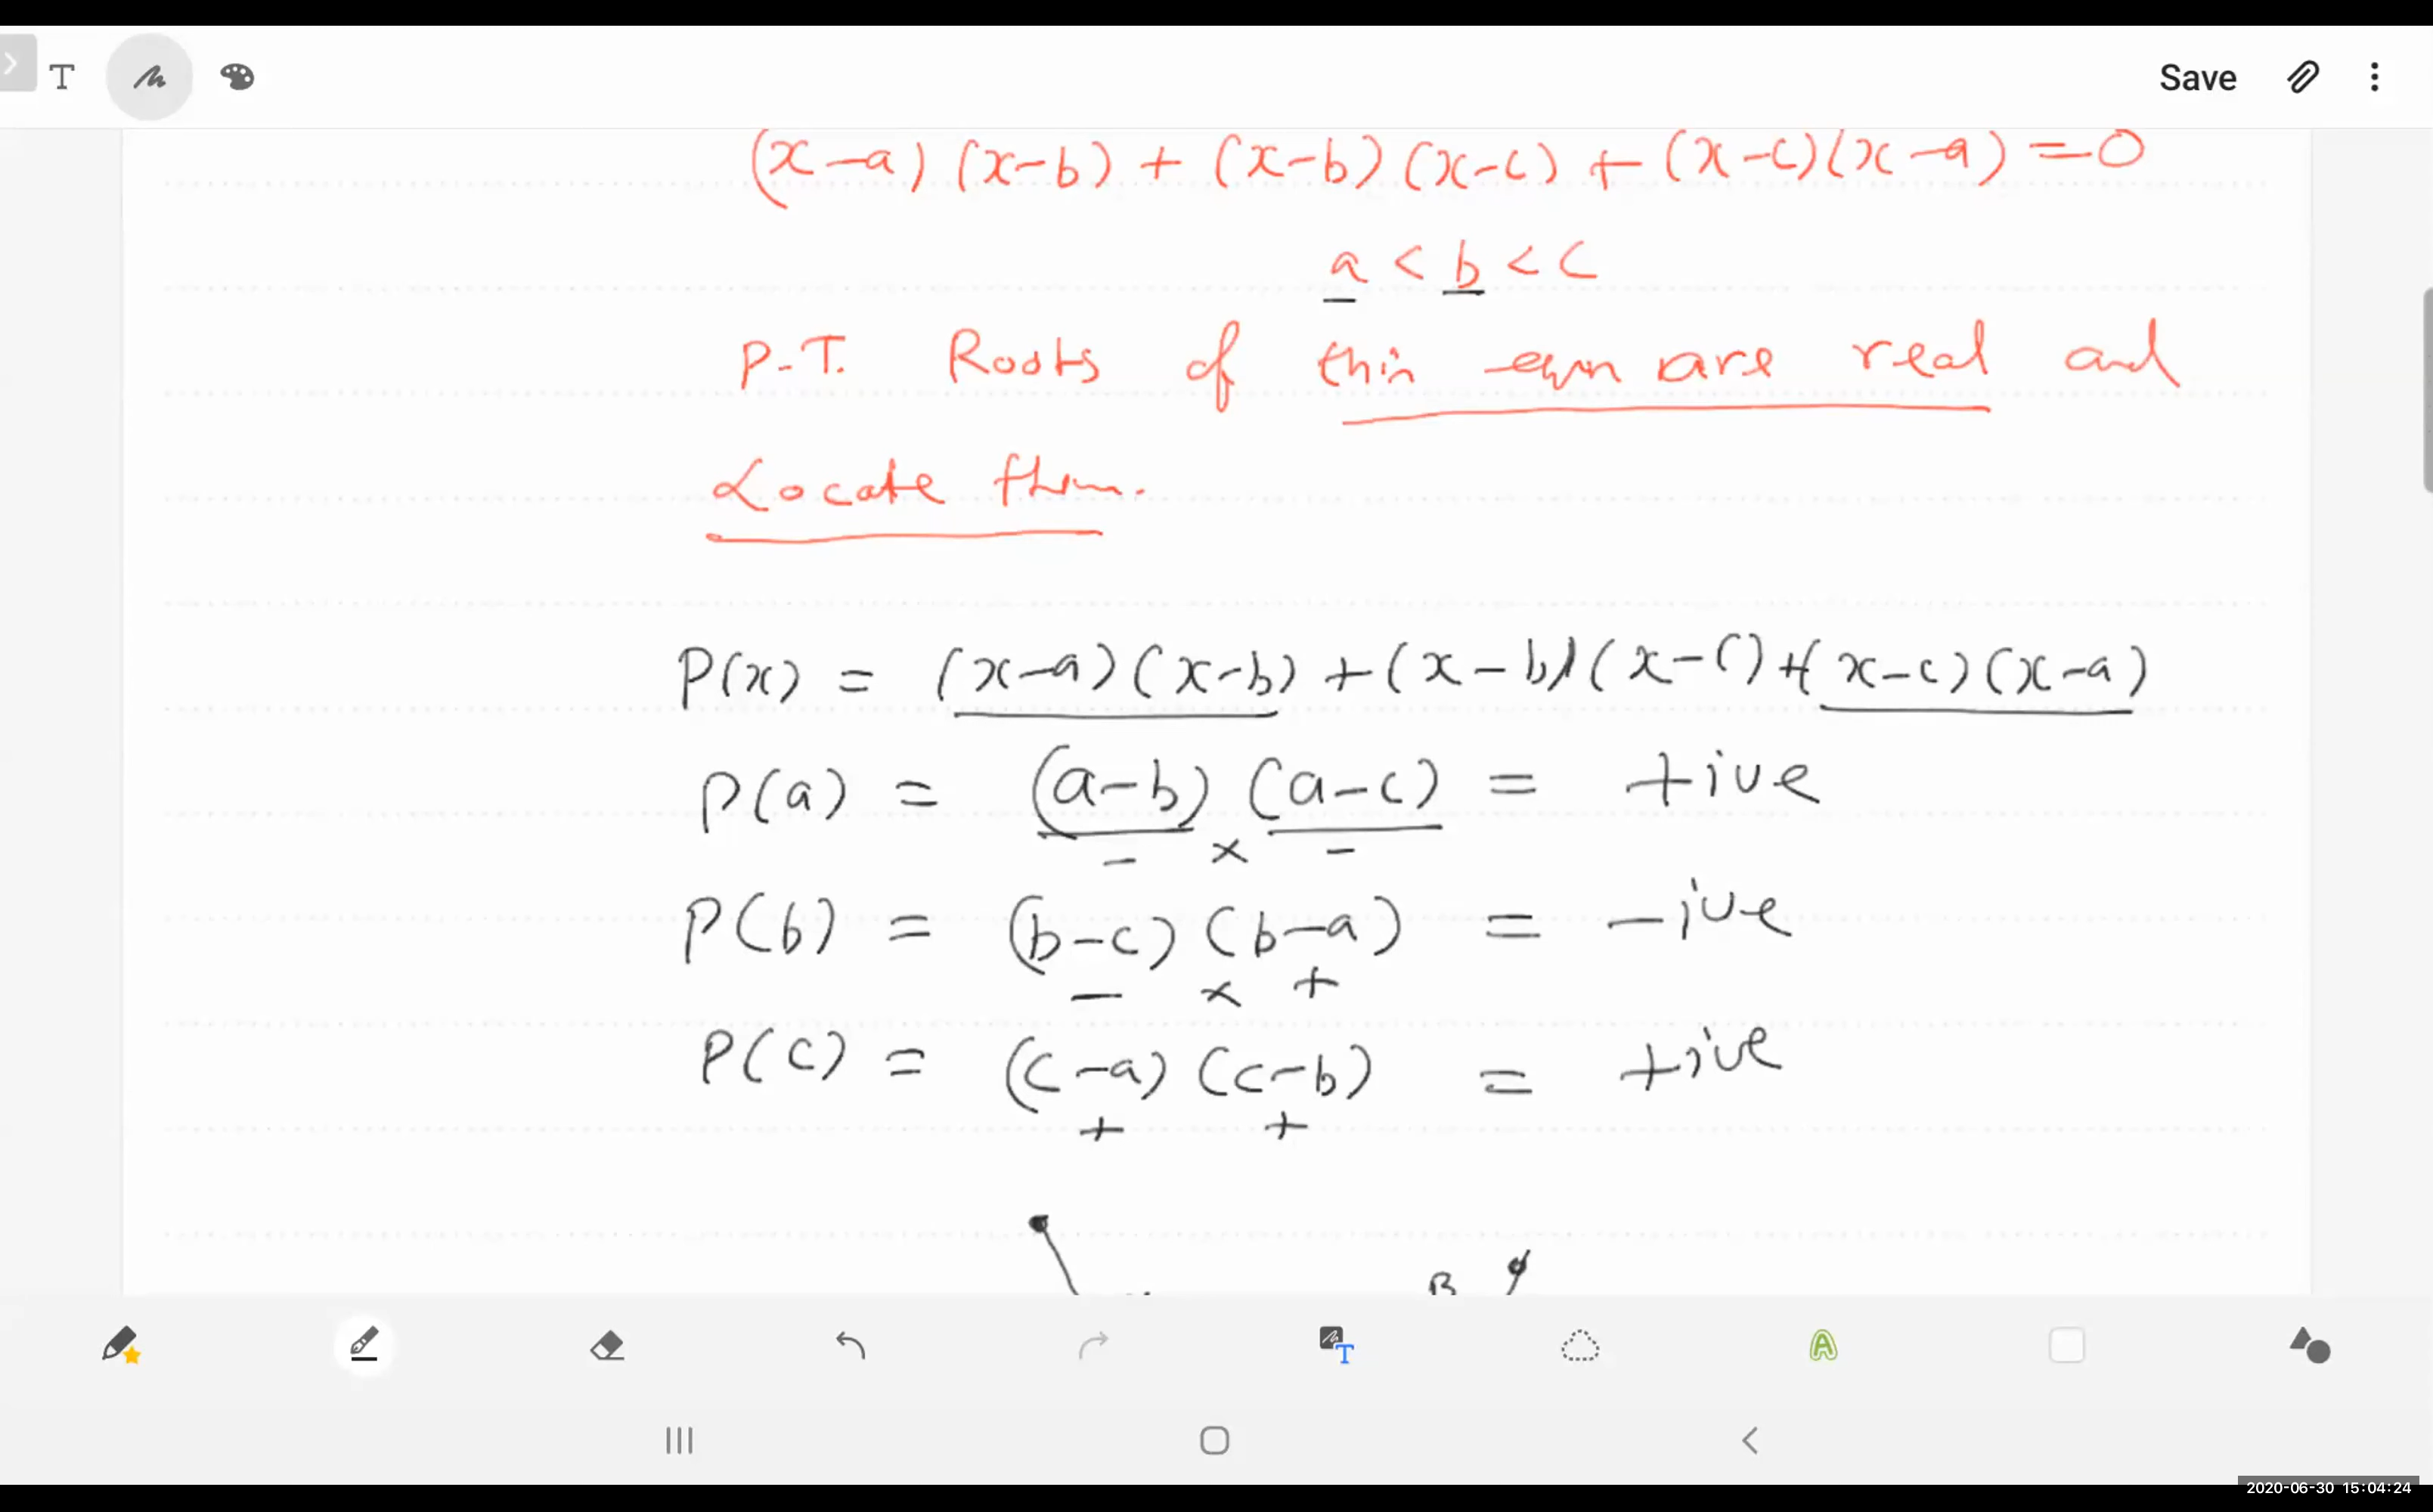 T Save
(x-a)(x-b) + (x-b)(x-c) + (x-c)(x-a) = 0
a < b < c
P.T. Roots of this eqn are real and
Locate them.
P(x) = (x-a)(x-b) + (x-b)(x-c) + (x-c)(x-a)
P(a) = (a-b)(a-c) = +ive
- × -
P(b) = (b-c)(b-a) = -ive
- × +
P(c) = (c-a)(c-b) = +ive
+ +
T A
2020-06-30 15:04:24